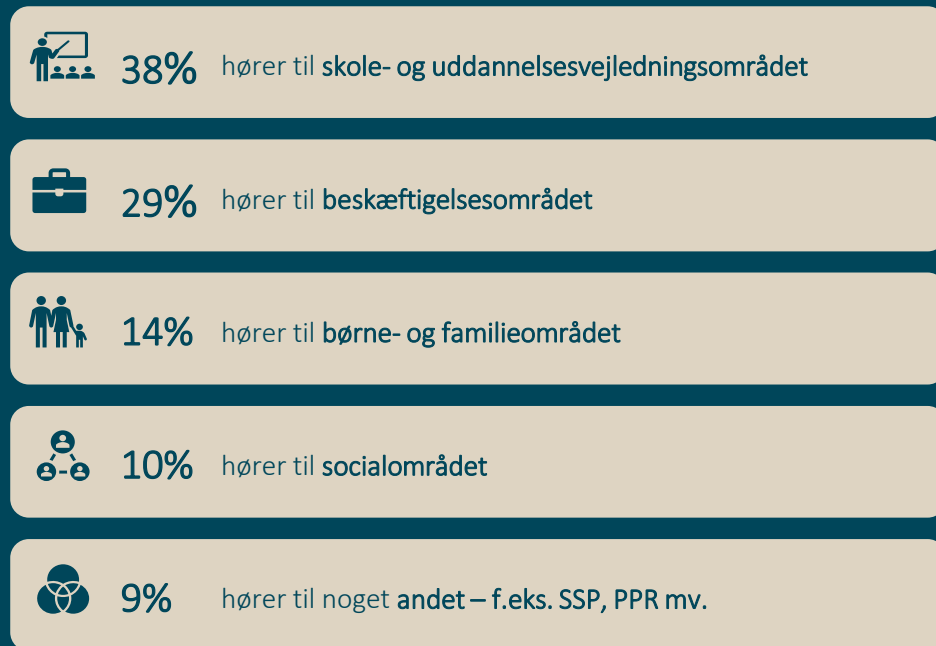 38% hører til skole- og uddannelsesvejledningsområdet
29% hører til beskæftigelsesområdet
14% hører til børne- og familieområdet
10% hører til socialområdet
9% hører til noget andet – f.eks. SSP, PPR mv.